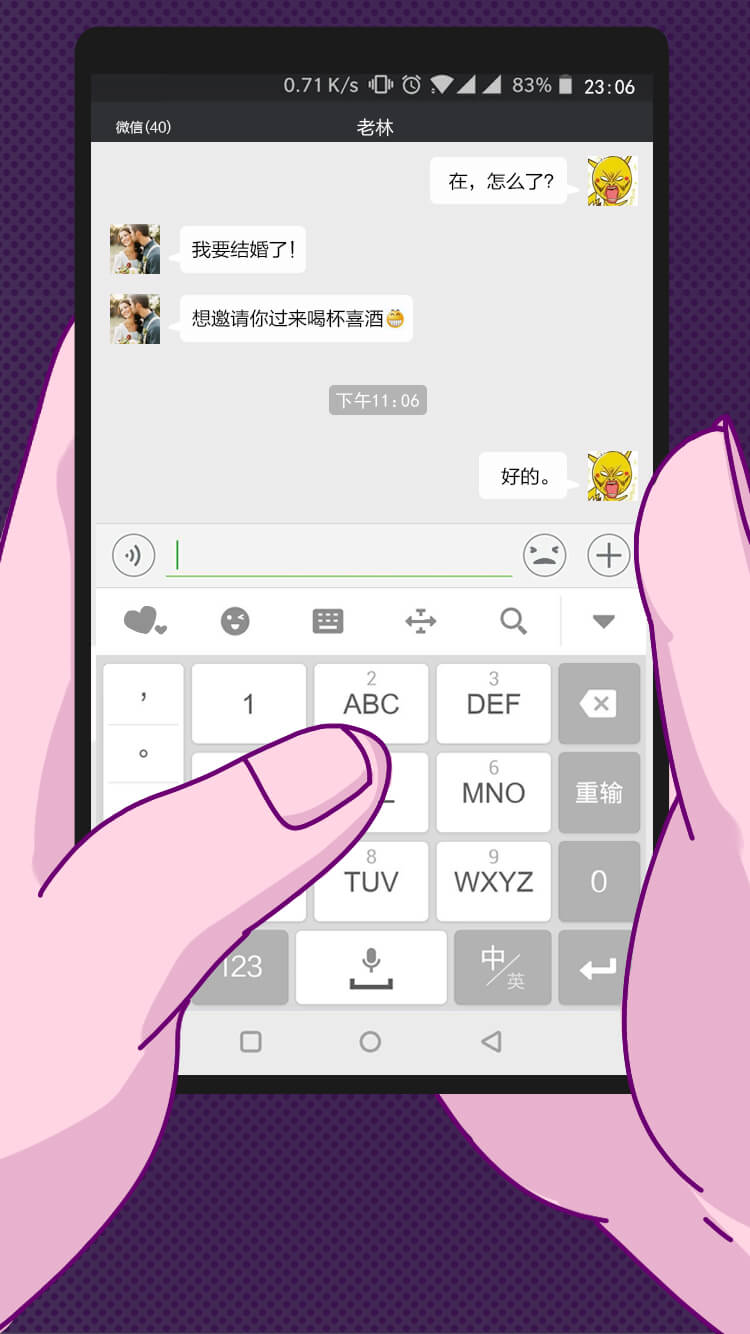 0.71 K/s 83% 23:06
微信(40) 老林
在，怎么了?
我要结婚了!
想邀请你过来喝杯喜酒
下午11:06
好的。
, 1 2 ABC 3 DEF
。 6 MNO 重输
8 TUV 9 WXYZ 0
123 中/英